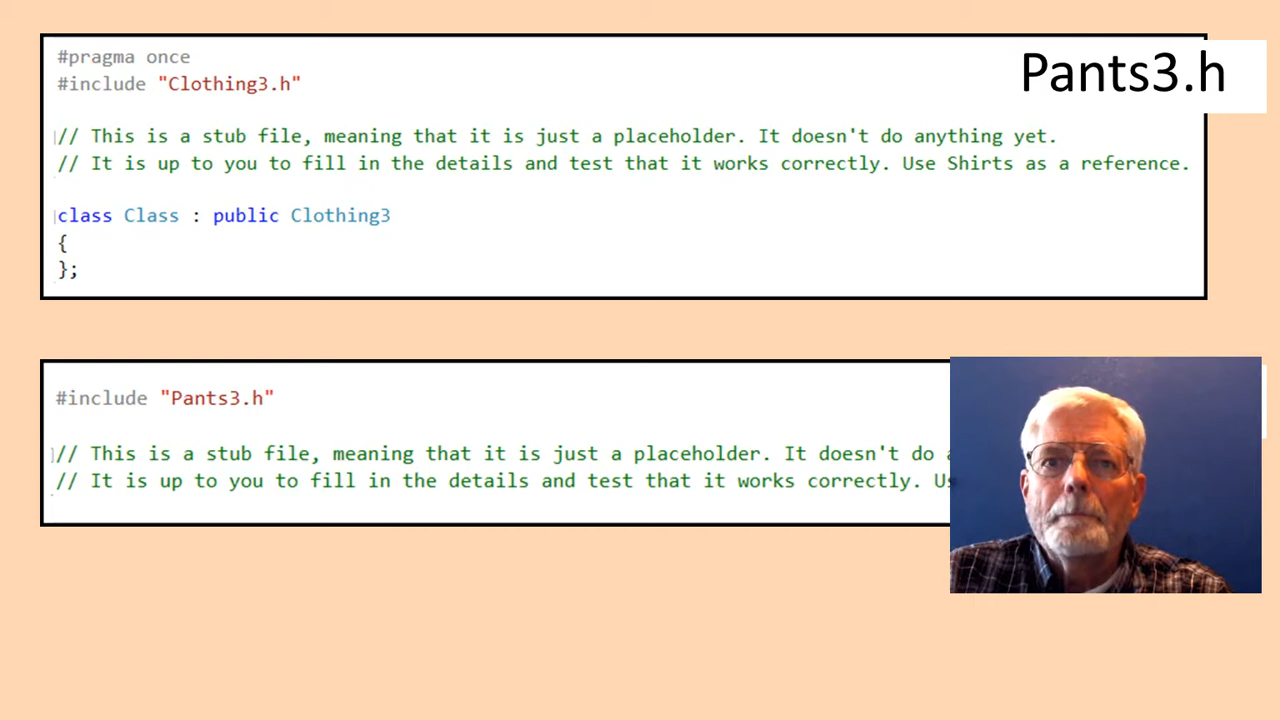 #pragma once
Pants3.h
#include "Clothing3.h"
// This is a stub file, meaning that it is just a placeholder. It doesn't do anything yet.
// It is up to you to fill in the details and test that it works correctly. Use Shirts as a reference.
class Class : public Clothing3
{
};
#include "Pants3.h"
// This is a stub file, meaning that it is just a placeholder. It doesn't do
// It is up to you to fill in the details and test that it works correctly.